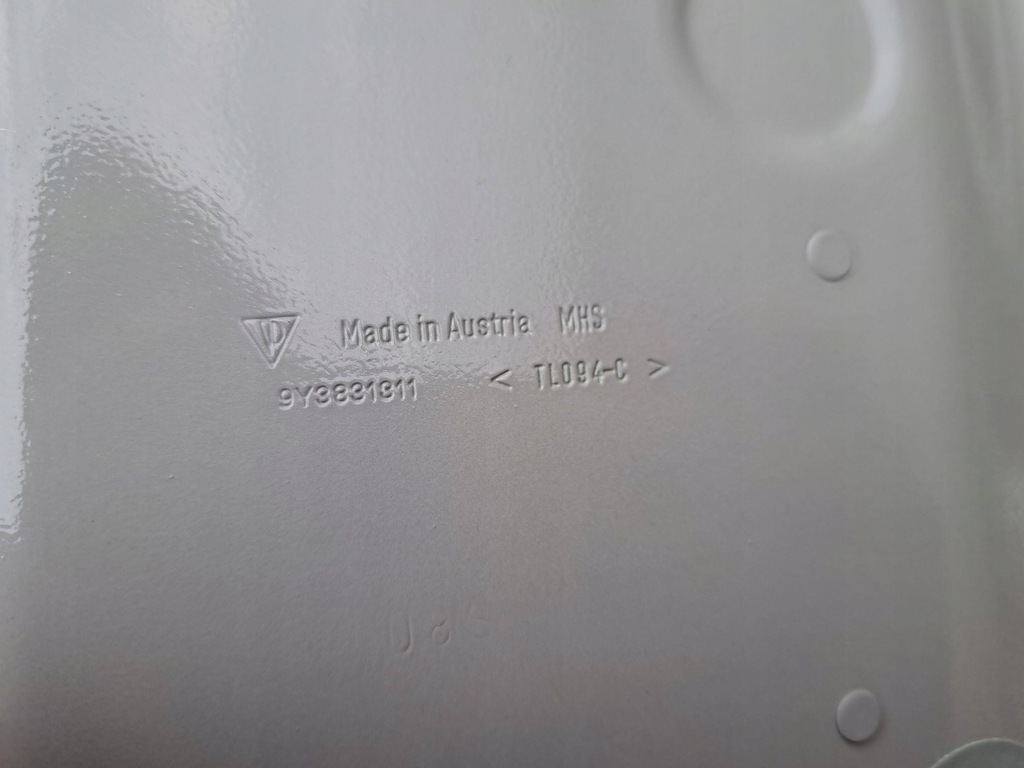 Made in Austria MHS
9Y3831311 < TL094-C >